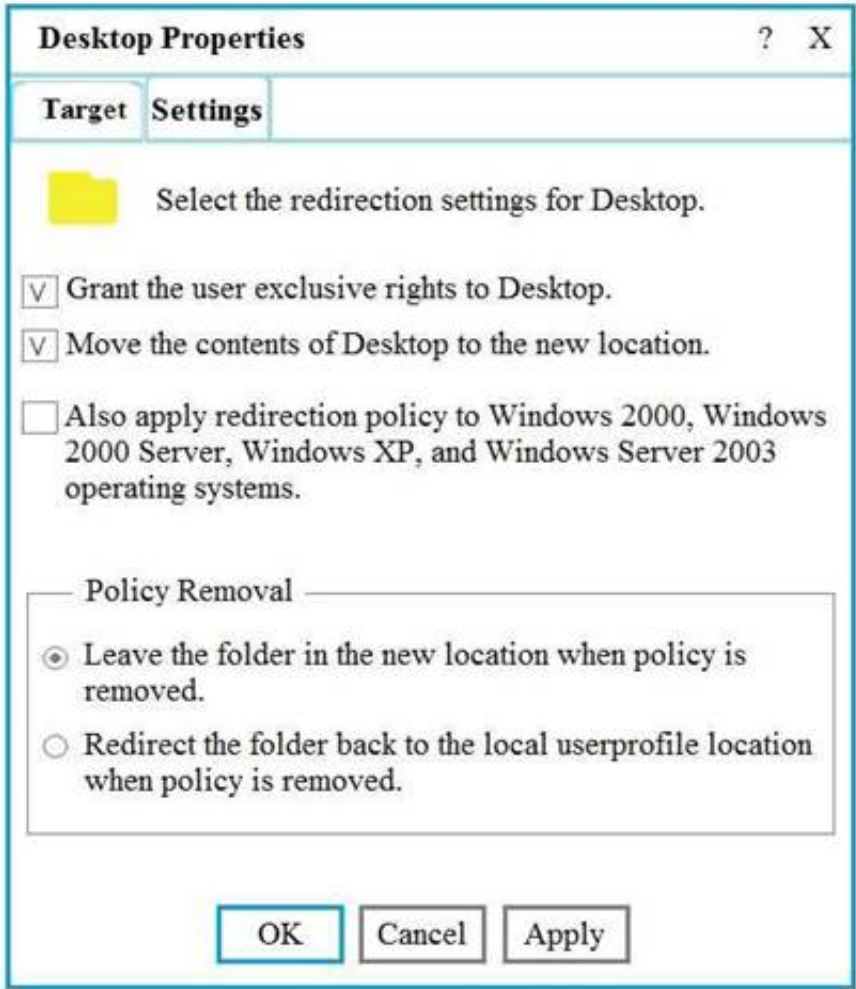 Desktop Properties ? X
Target Settings
Select the redirection settings for Desktop.
V Grant the user exclusive rights to Desktop.
V Move the contents of Desktop to the new location.
Also apply redirection policy to Windows 2000, Windows
2000 Server, Windows XP, and Windows Server 2003
operating systems.
Policy Removal
Leave the folder in the new location when policy is
removed.
Redirect the folder back to the local userprofile location
when policy is removed.
OK Cancel Apply